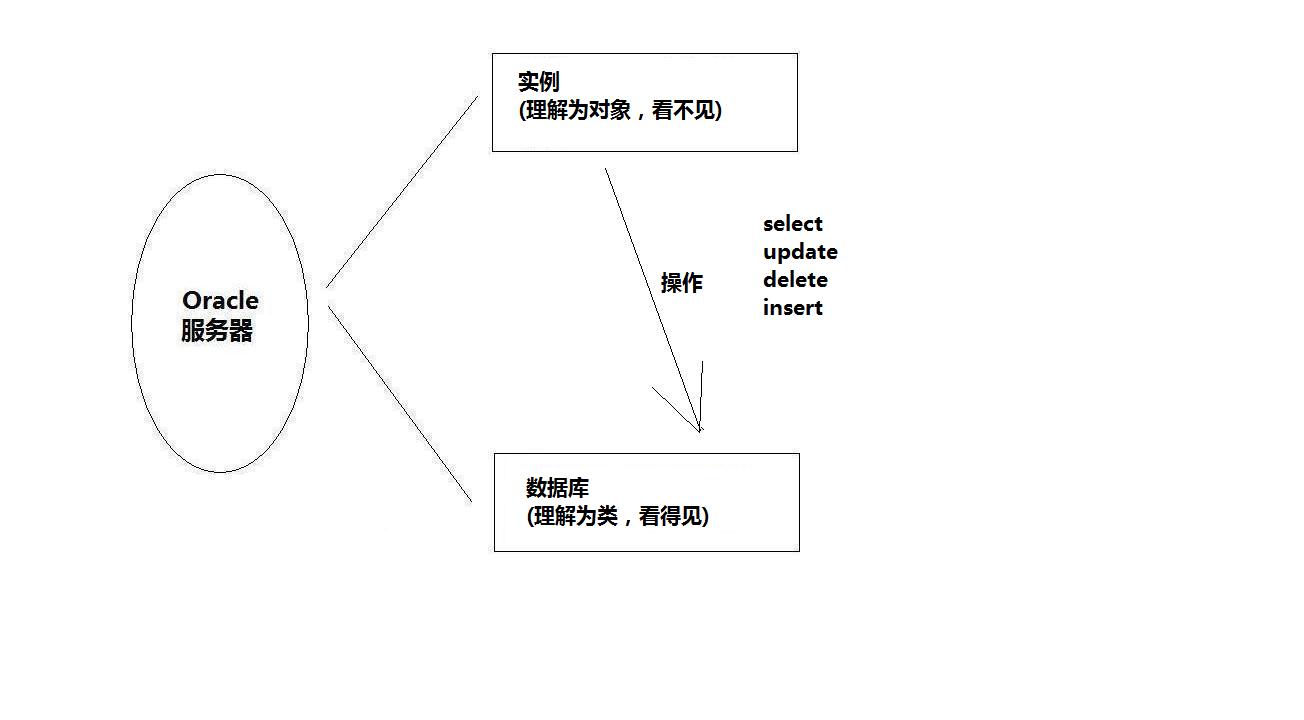 实例
(理解为对象，看不见)
select
update
delete
insert
操作
Oracle
服务器
数据库
(理解为类，看得见)